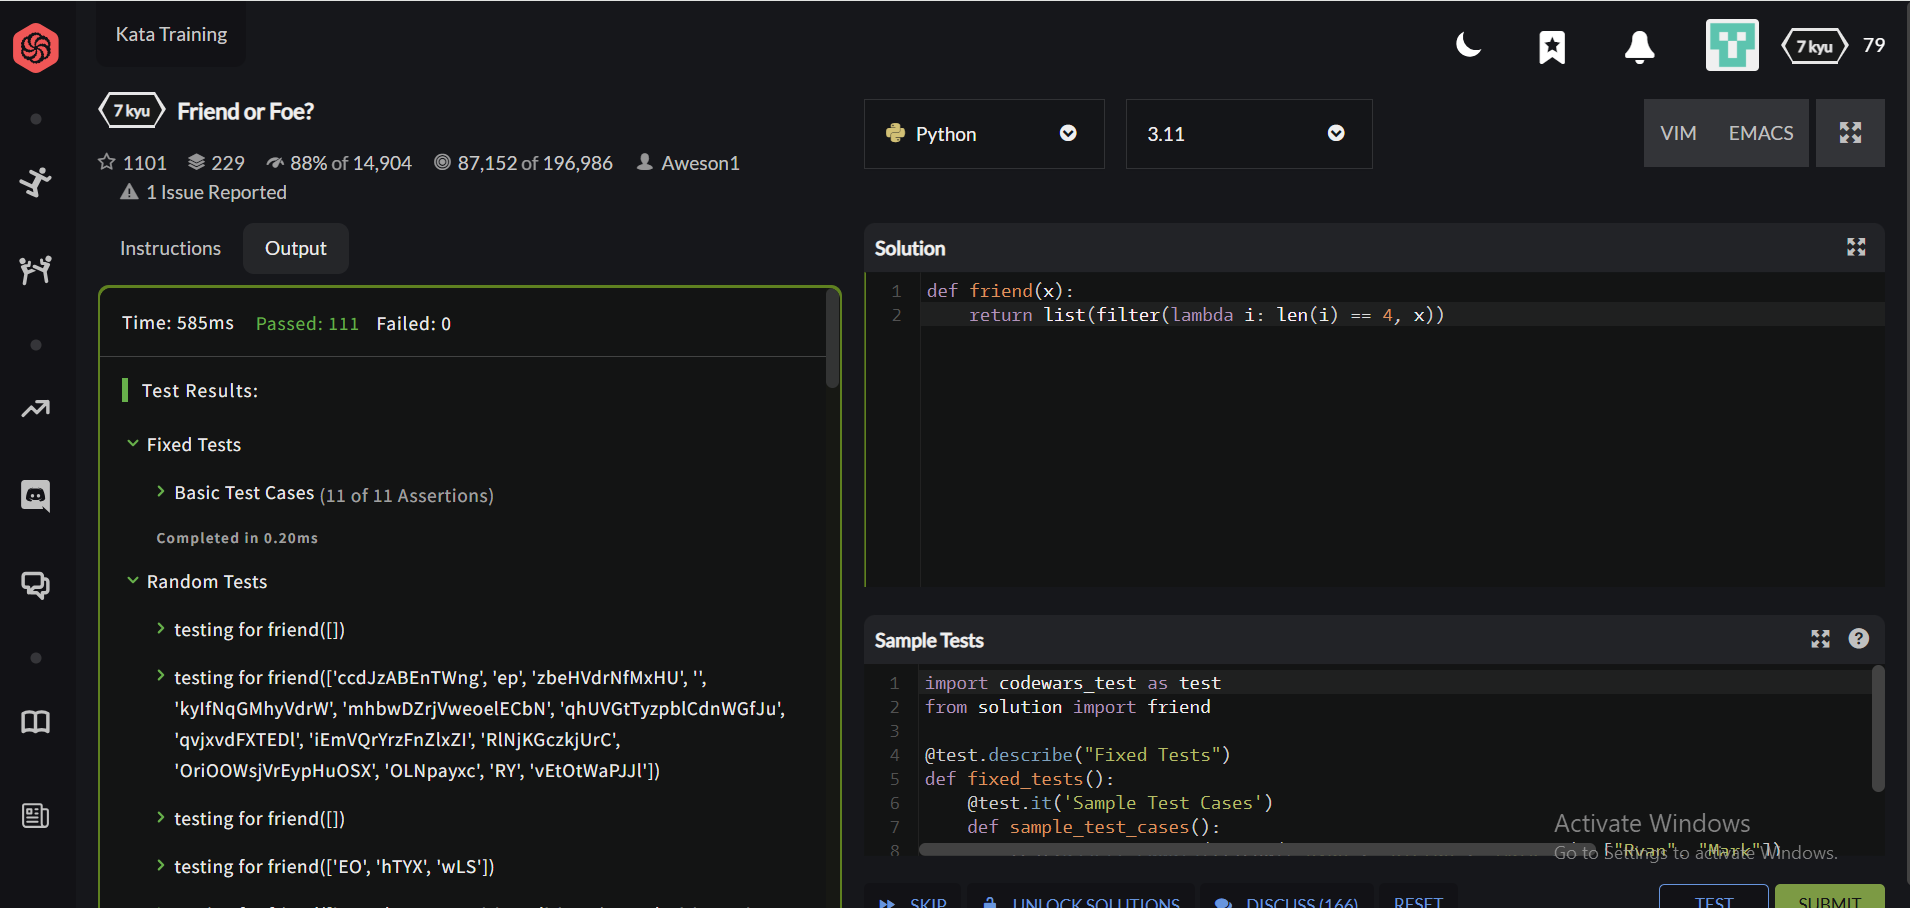 Kata Training
7 kyu 79
7 kyu Friend or Foe?
1101 229 88% of 14,904 87,152 of 196,986 Aweson1
1 Issue Reported
Python
3.11
VIM EMACS
Instructions Output
Time: 585ms Passed: 111 Failed: 0
Test Results:
Fixed Tests
Basic Test Cases (11 of 11 Assertions)
Completed in 0.20ms
Random Tests
testing for friend([])
testing for friend(['ccdJzABEnTWng', 'ep', 'zbeHVdrNfMxHU', '',
'kyIfNqGMhyVdrW', 'mhbwDZrjVweoelECbN', 'qhUVGtTyzpblCdnWGfJu',
'qvjxvdFXTEDl', 'iEmVQrYrzFnZlxZI', 'RlNjKGczkjUrC',
'OriOOWsjVrEypHuOSX', 'OLNpayxc', 'RY', 'vEtOtWaPJJl'])
testing for friend([])
testing for friend(['EO', 'hTYX', 'wLS'])
Solution
1 def friend(x):
2 return list(filter(lambda i: len(i) == 4, x))
Sample Tests
1 import codewars_test as test
2 from solution import friend
3
4 @test.describe("Fixed Tests")
5 def fixed_tests():
6 @test.it('Sample Test Cases')
7 def sample_test_cases():
8 ["Ryan", "Mark"])
Activate Windows
Go to Settings to activate Windows.
SKIP UNLOCK SOLUTIONS DISCUSS (166) RESET TEST SUBMIT